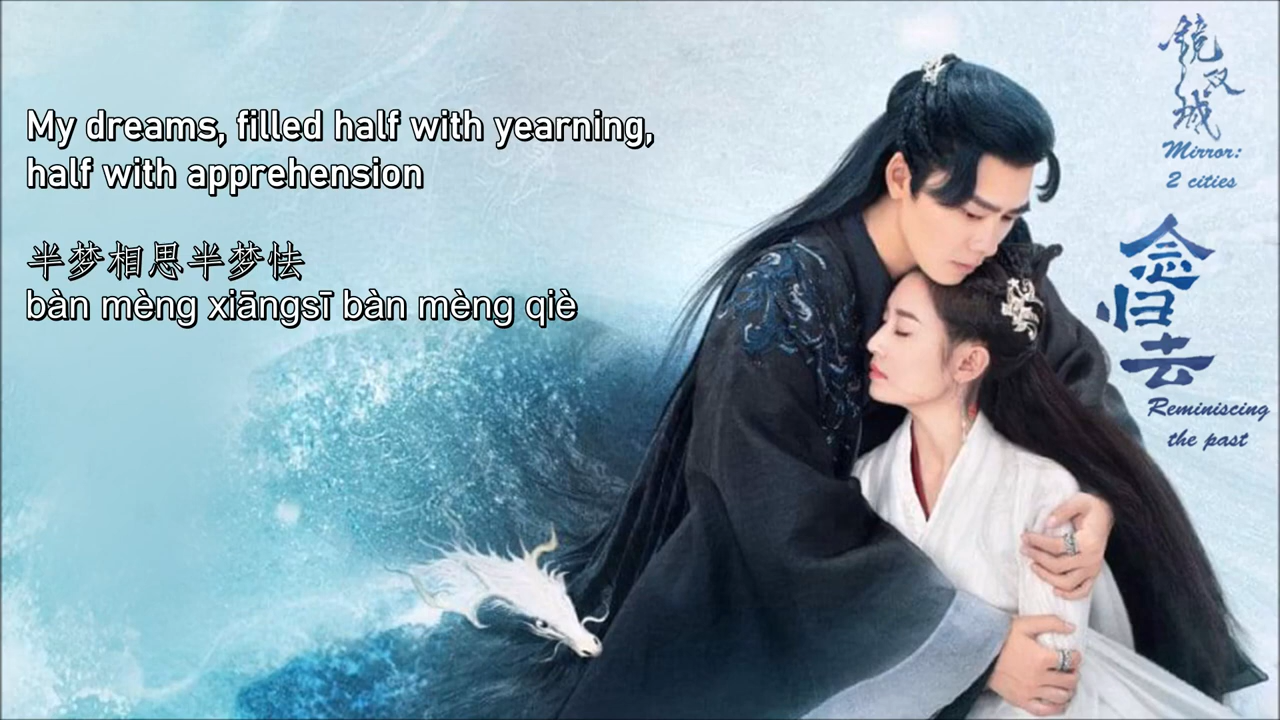 My dreams, filled half with yearning,
half with apprehension
半梦相思半梦怯
bàn mèng xiāngsī bàn mèng qiè
镜双城
Mirror:
2 cities
念归去
Reminiscing
the past